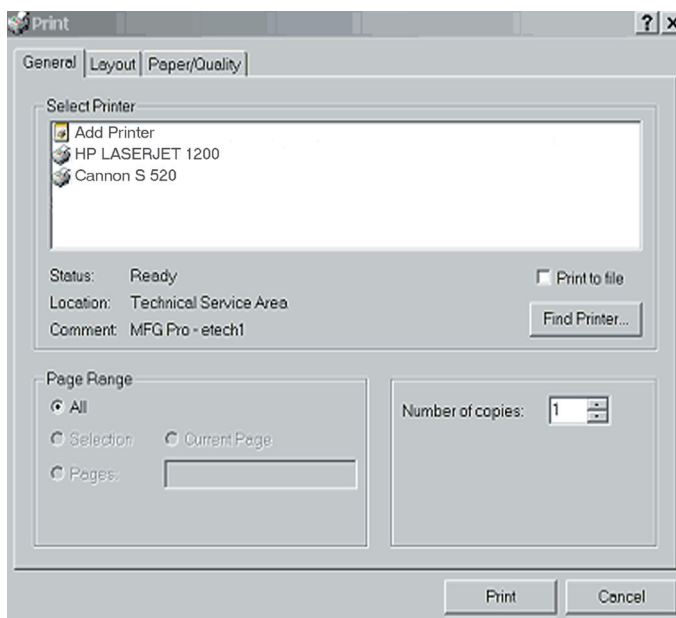 Print
General Layout Paper/Quality
Select Printer
Add Printer
HP LASERJET 1200
Cannon S 520
Status: Ready
Print to file
Location: Technical Service Area
Find Printer...
Comment: MFG Pro - etech1
Page Range
All
Number of copies: 1
Selection Current Page
Pages:
Print Cancel